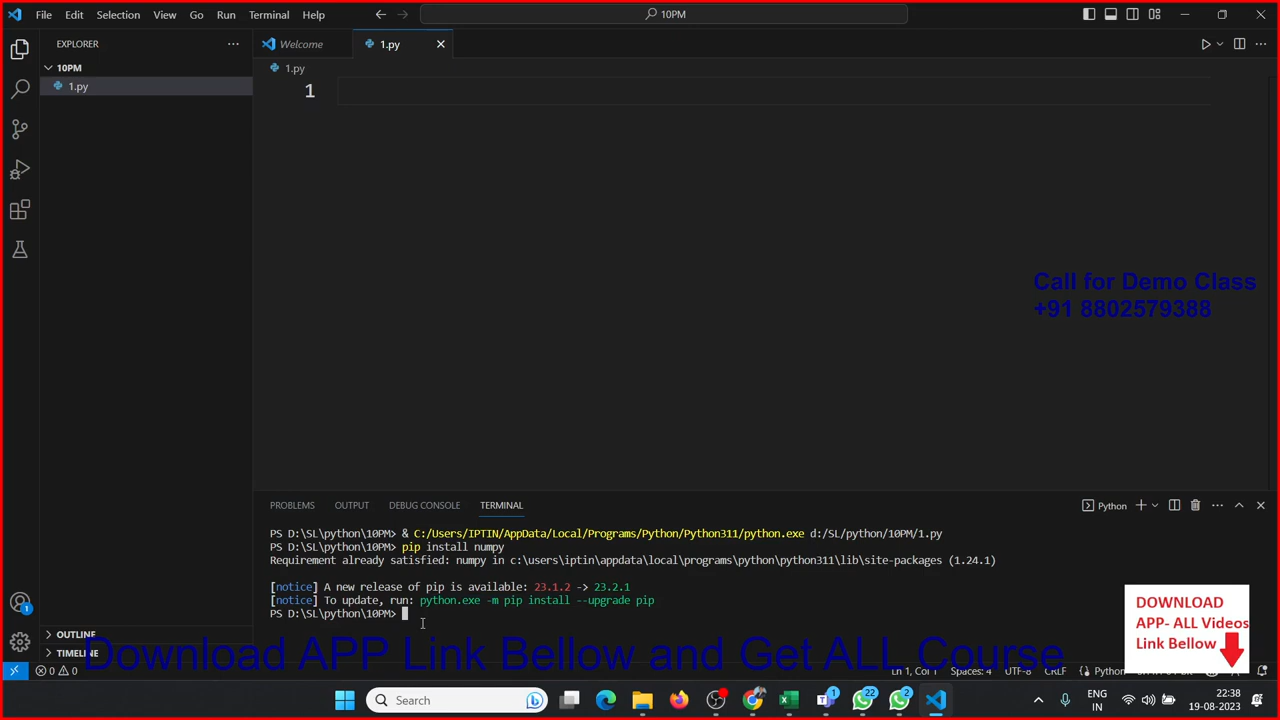 File Edit Selection View Go Run Terminal Help
10PM
EXPLORER
Welcome
1.py
10PM
1.py
1.py
1
Call for Demo Class
+91 8802579388
PROBLEMS OUTPUT DEBUG CONSOLE TERMINAL
Python
PS D:\SL\python\10PM> & C:/Users/IPTIN/AppData/Local/Programs/Python/Python311/python.exe d:/SL/python/10PM/1.py
PS D:\SL\python\10PM> pip install numpy
Requirement already satisfied: numpy in c:\users\iptin\appdata\local\programs\python\python311\lib\site-packages (1.24.1)
[notice] A new release of pip is available: 23.1.2 -> 23.2.1
[notice] To update, run: python.exe -m pip install --upgrade pip
PS D:\SL\python\10PM>
DOWNLOAD
APP- ALL Videos
Link Bellow
OUTLINE
TIMELINE
Download APP Link Bellow and Get ALL Course
1
0 0
Ln 1, Col 1 Spaces: 4 UTF-8 CRLF Python
Search
1
22
2
ENG
IN
22:38
19-08-2023